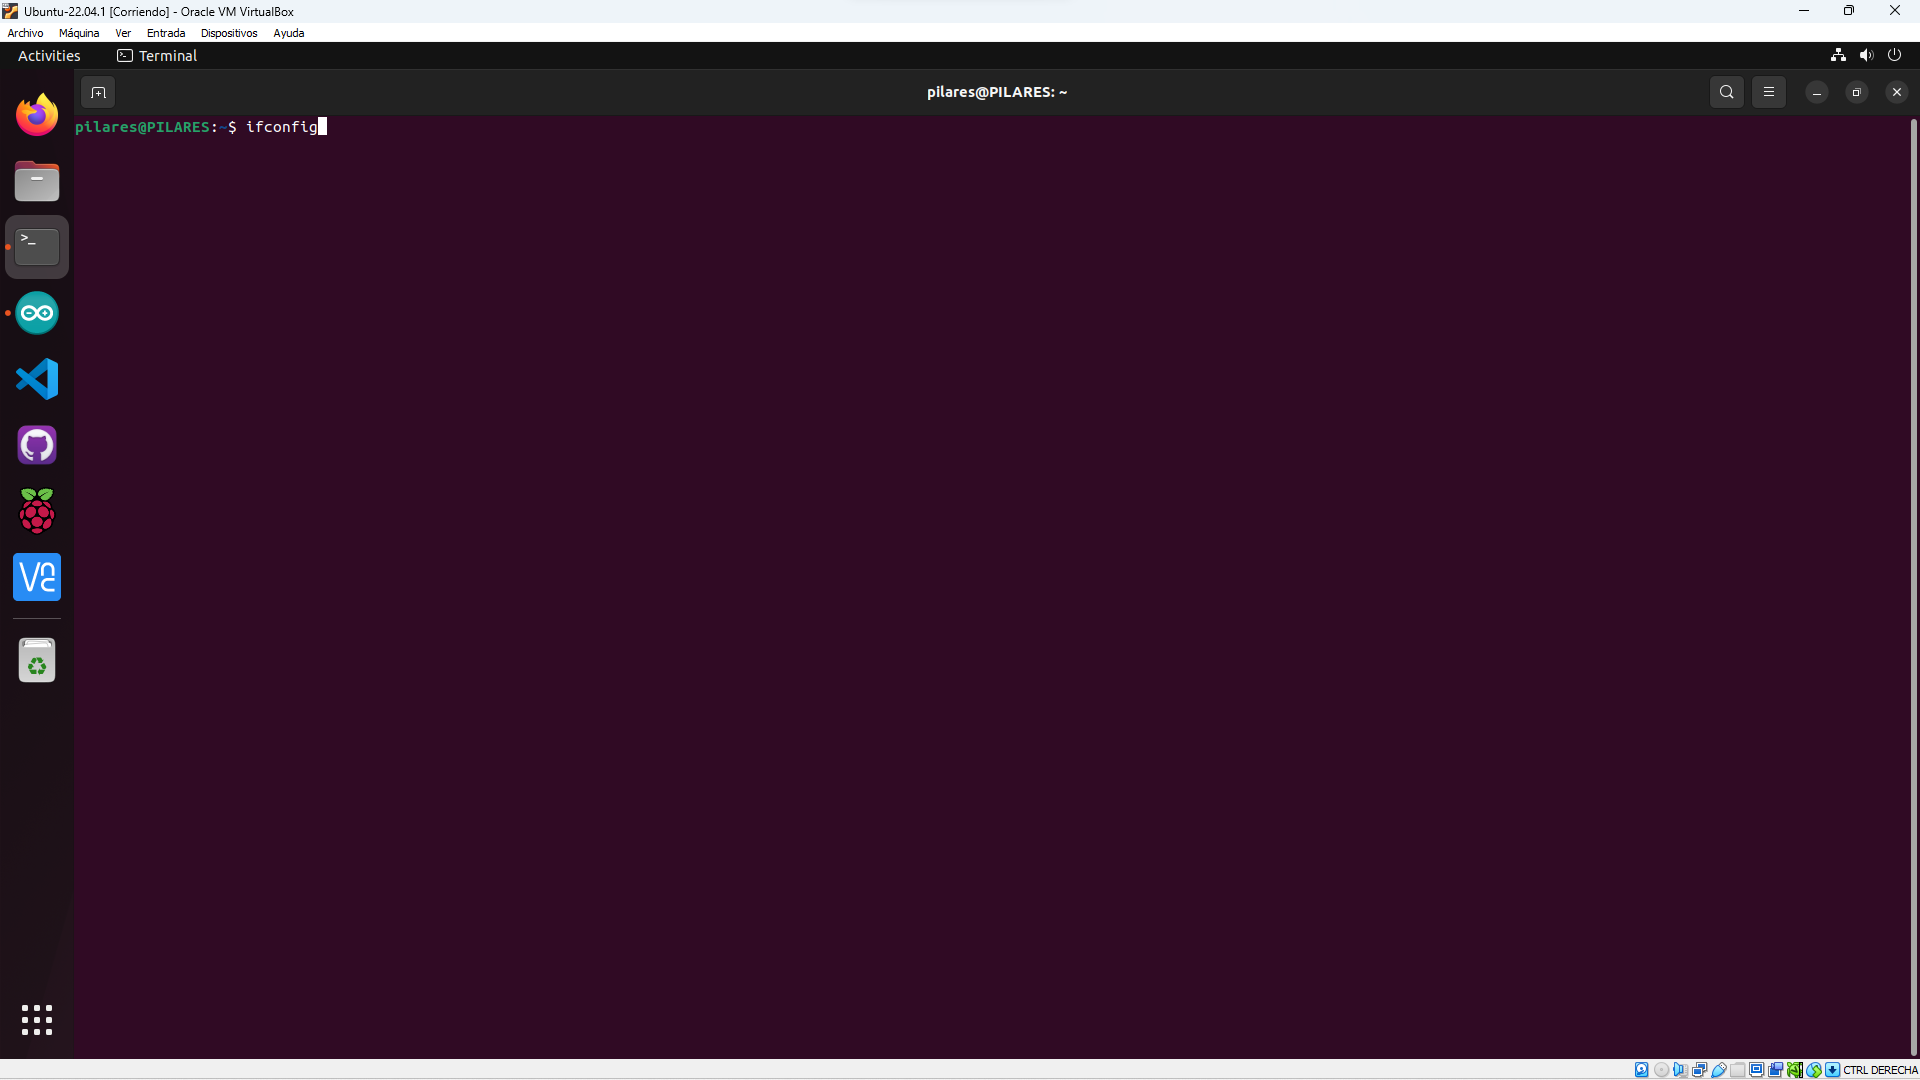 Ubuntu-22.04.1 [Corriendo] - Oracle VM VirtualBox
Archivo Máquina Ver Entrada Dispositivos Ayuda
Activities Terminal
pilares@PILARES: ~
pilares@PILARES:~$ ifconfig
CTRL DERECHA